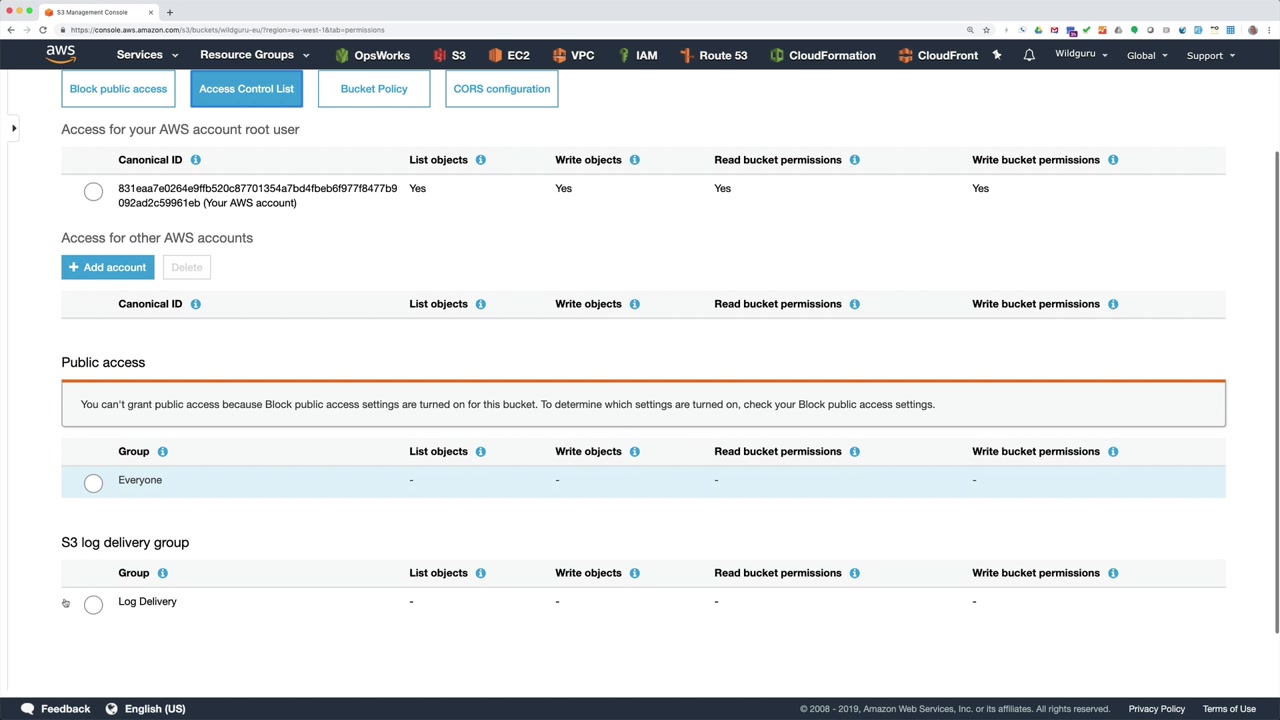 S3 Management Console
https://console.aws.amazon.com/s3/buckets/wildguru-eu/?region=eu-west-1&tab=permissions
aws Services Resource Groups OpsWorks S3 EC2 VPC IAM Route 53 CloudFormation CloudFront Wildguru Global Support
Block public access Access Control List Bucket Policy CORS configuration
Access for your AWS account root user
Canonical ID List objects Write objects Read bucket permissions Write bucket permissions
831eaa7e0264e9ffb520c87701354a7bd4fbeb6f977f8477b9 Yes Yes Yes Yes
092ad2c59961eb (Your AWS account)
Access for other AWS accounts
+ Add account Delete
Canonical ID List objects Write objects Read bucket permissions Write bucket permissions
Public access
You can't grant public access because Block public access settings are turned on for this bucket. To determine which settings are turned on, check your Block public access settings.
Group List objects Write objects Read bucket permissions Write bucket permissions
Everyone - - - -
S3 log delivery group
Group List objects Write objects Read bucket permissions Write bucket permissions
Log Delivery - - - -
Feedback English (US) © 2008 - 2019, Amazon Web Services, Inc. or its affiliates. All rights reserved. Privacy Policy Terms of Use